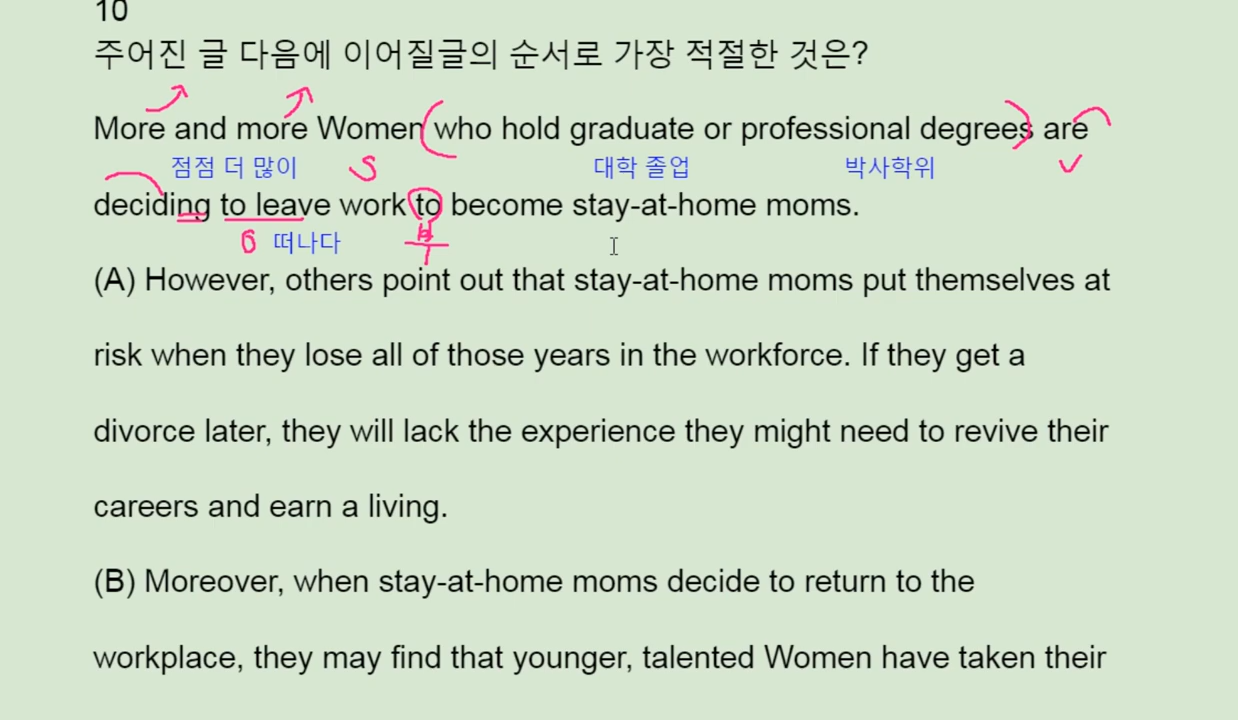 10
주어진 글 다음에 이어질글의 순서로 가장 적절한 것은?
More and more Women who hold graduate or professional degrees are
점점 더 많이 S 대학 졸업 박사학위 V
deciding to leave work to become stay-at-home moms.
떠나다
(A) However, others point out that stay-at-home moms put themselves at
risk when they lose all of those years in the workforce. If they get a
divorce later, they will lack the experience they might need to revive their
careers and earn a living.
(B) Moreover, when stay-at-home moms decide to return to the
workplace, they may find that younger, talented Women have taken their